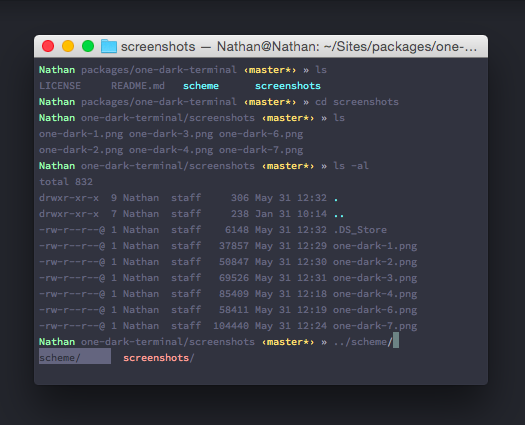 screenshots — Nathan@Nathan: ~/Sites/packages/one-…
Nathan packages/one-dark-terminal ‹master*› » ls
LICENSE     README.md   scheme      screenshots
Nathan packages/one-dark-terminal ‹master*› » cd screenshots
Nathan one-dark-terminal/screenshots ‹master*› » ls
one-dark-1.png one-dark-3.png one-dark-6.png
one-dark-2.png one-dark-4.png one-dark-7.png
Nathan one-dark-terminal/screenshots ‹master*› » ls -al
total 832
drwxr-xr-x  9 Nathan  staff     306 May 31 12:32 .
drwxr-xr-x  7 Nathan  staff     238 Jan 31 10:14 ..
-rw-r--r--@ 1 Nathan  staff    6148 May 31 12:32 .DS_Store
-rw-r--r--@ 1 Nathan  staff   37857 May 31 12:29 one-dark-1.png
-rw-r--r--@ 1 Nathan  staff   50847 May 31 12:30 one-dark-2.png
-rw-r--r--@ 1 Nathan  staff   69526 May 31 12:31 one-dark-3.png
-rw-r--r--@ 1 Nathan  staff   85409 May 31 12:18 one-dark-4.png
-rw-r--r--@ 1 Nathan  staff   58411 May 31 12:19 one-dark-6.png
-rw-r--r--@ 1 Nathan  staff  104440 May 31 12:24 one-dark-7.png
Nathan one-dark-terminal/screenshots ‹master*› » ../scheme/
scheme/       screenshots/